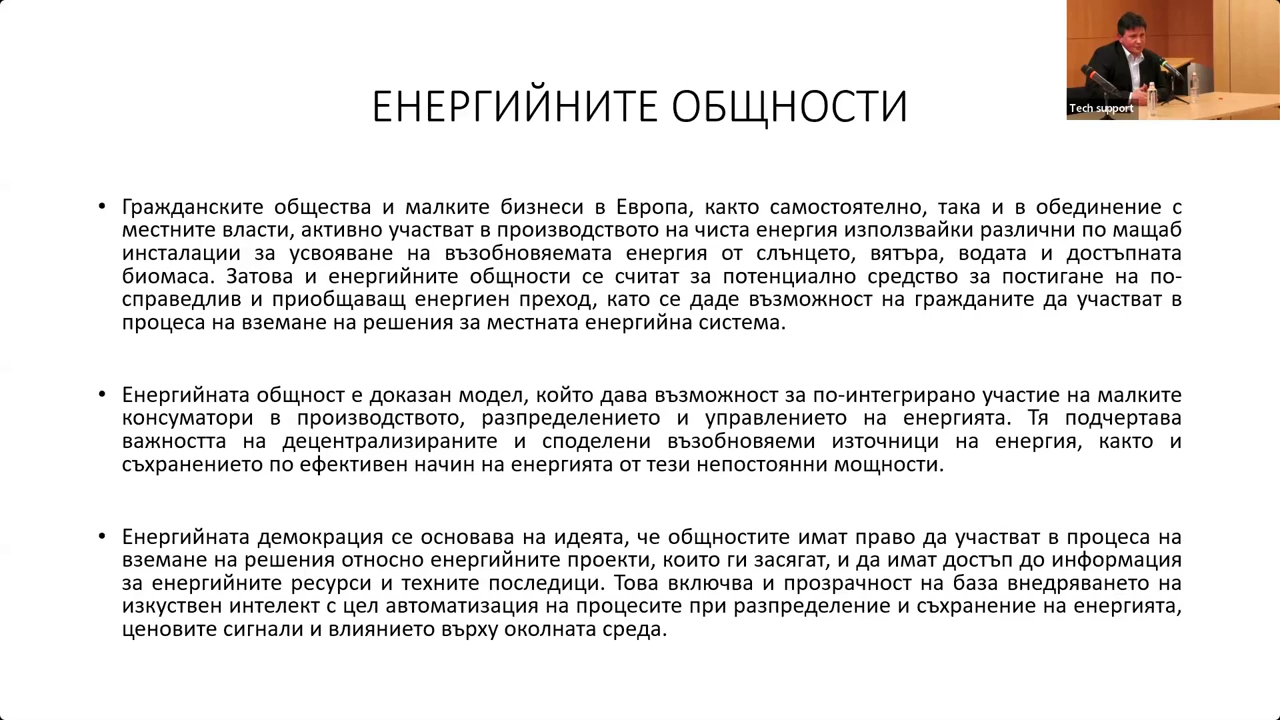 Tech support
ЕНЕРГИЙНИТЕ ОБЩНОСТИ
• Гражданските общества и малките бизнеси в Европа, както самостоятелно, така и в обединение с
местните власти, активно участват в производството на чиста енергия използвайки различни по мащаб
инсталации за усвояване на възобновяемата енергия от слънцето, вятъра, водата и достъпната
биомаса. Затова и енергийните общности се считат за потенциално средство за постигане на по-
справедлив и приобщаващ енергиен преход, като се даде възможност на гражданите да участват в
процеса на вземане на решения за местната енергийна система.
• Енергийната общност е доказан модел, който дава възможност за по-интегрирано участие на малките
консуматори в производството, разпределението и управлението на енергията. Тя подчертава
важността на децентрализираните и споделени възобновяеми източници на енергия, както и
съхранението по ефективен начин на енергията от тези непостоянни мощности.
• Енергийната демокрация се основава на идеята, че общностите имат право да участват в процеса на
вземане на решения относно енергийните проекти, които ги засягат, и да имат достъп до информация
за енергийните ресурси и техните последици. Това включва и прозрачност на база внедряването на
изкуствен интелект с цел автоматизация на процесите при разпределение и съхранение на енергията,
ценовите сигнали и влиянието върху околната среда.